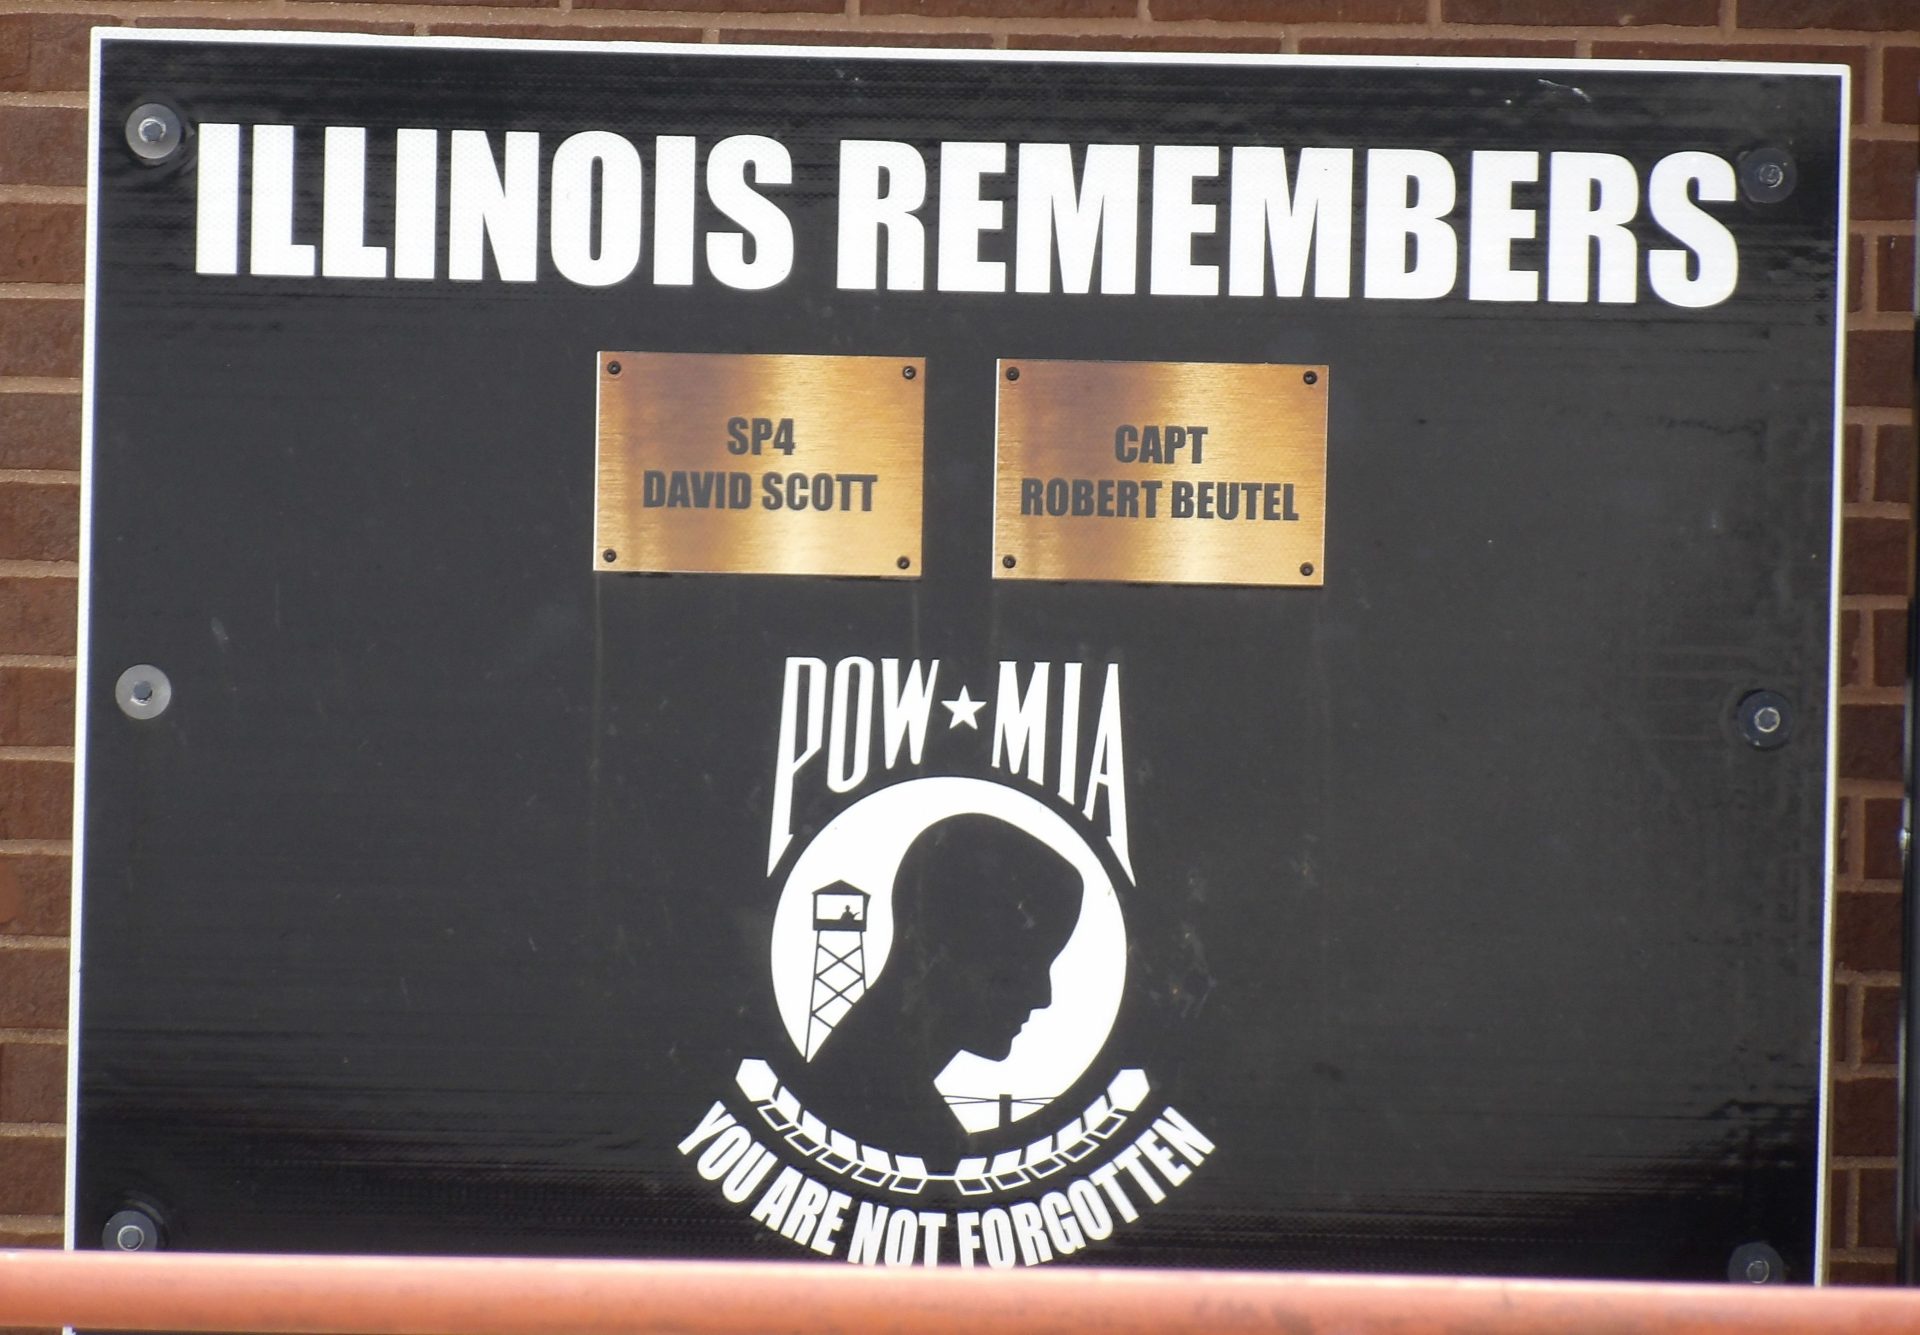 ILLINOIS REMEMBERS
SP4
DAVID SCOTT
CAPT
ROBERT BEUTEL
POW★MIA
YOU ARE NOT FORGOTTEN